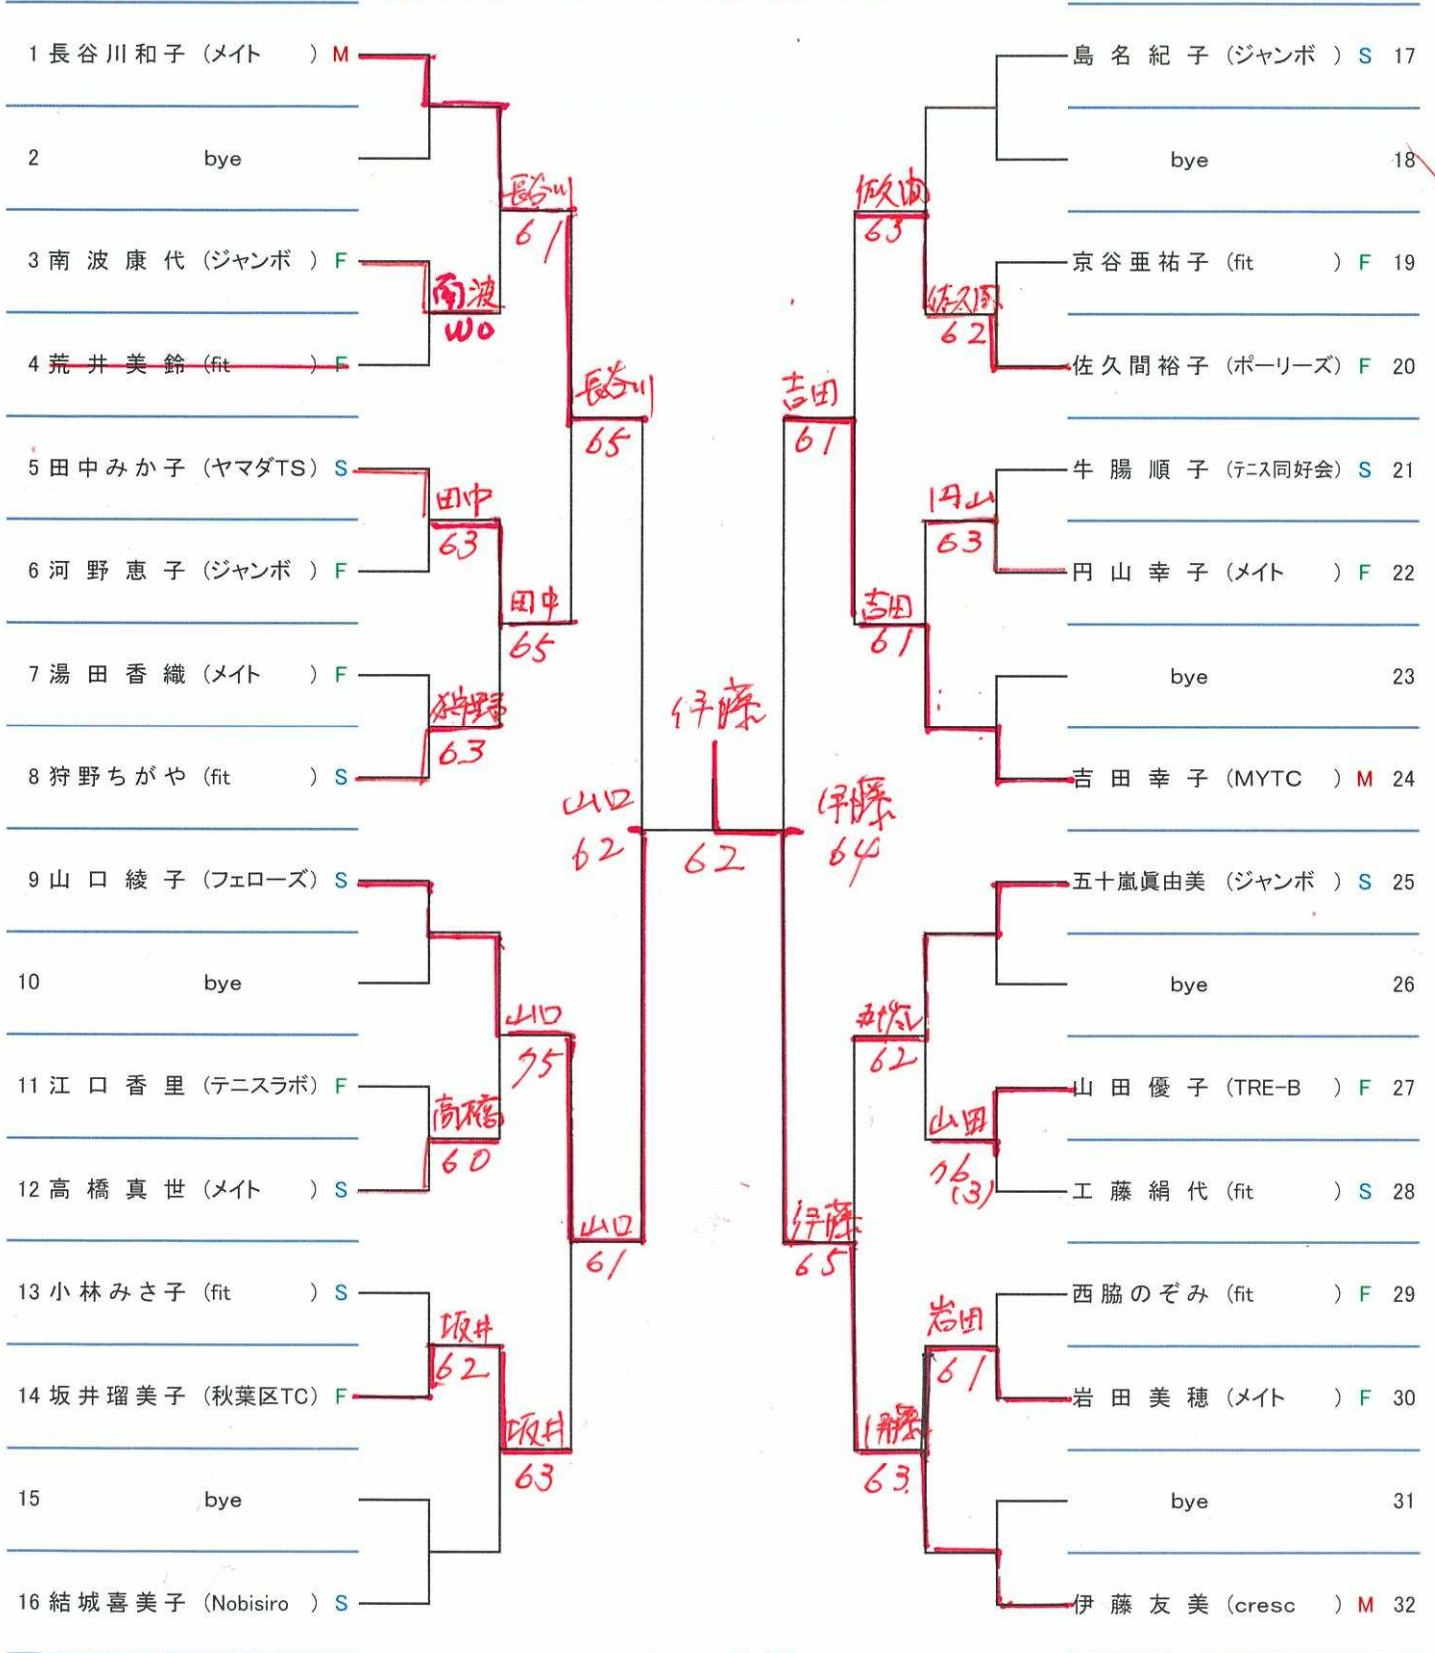 1 長谷川和子 (メイト ) M
2 bye
長谷川
61
3 南波康代 (ジャンボ ) F
南波
WO
4 荒井美鈴 (fit ) F
長谷川
65
5 田中みか子 (ヤマダTS) S
田中
63
6 河野恵子 (ジャンボ ) F
田中
65
7 湯田香織 (メイト ) F
狩野
63
8 狩野ちがや (fit ) S
山口
62
9 山口綾子 (フェローズ) S
10 bye
山口
75
11 江口香里 (テニスラボ) F
高橋
60
12 高橋真世 (メイト ) S
山口
61
13 小林みさ子 (fit ) S
坂井
62
14 坂井瑠美子 (秋葉区TC) F
坂井
63
15 bye
16 結城喜美子 (Nobisiro ) S
伊藤
62
島名紀子 (ジャンボ ) S 17
bye 18
佐久間
63
京谷亜祐子 (fit ) F 19
佐久間
62
佐久間裕子 (ポーリーズ) F 20
吉田
61
牛腸順子 (テニス同好会) S 21
円山
63
円山幸子 (メイト ) F 22
吉田
61
bye 23
吉田幸子 (MYTC ) M 24
伊藤
64
五十嵐眞由美 (ジャンボ ) S 25
bye 26
五十嵐
62
山田優子 (TRE-B ) F 27
山田
76
(3)
工藤絹代 (fit ) S 28
伊藤
65
西脇のぞみ (fit ) F 29
岩田
61
岩田美穂 (メイト ) F 30
伊藤
63
bye 31
伊藤友美 (cresc ) M 32